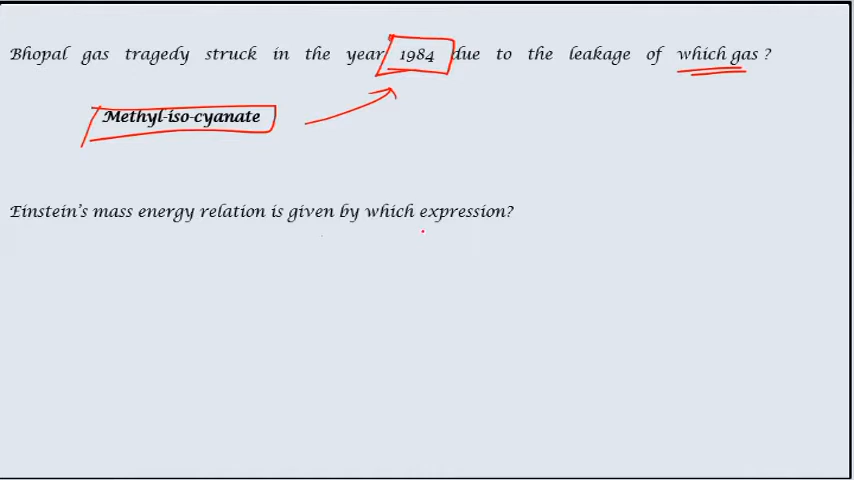 Bhopal gas tragedy struck in the year 1984 due to the leakage of which gas ?
Methyl-iso-cyanate
Einstein's mass energy relation is given by which expression?